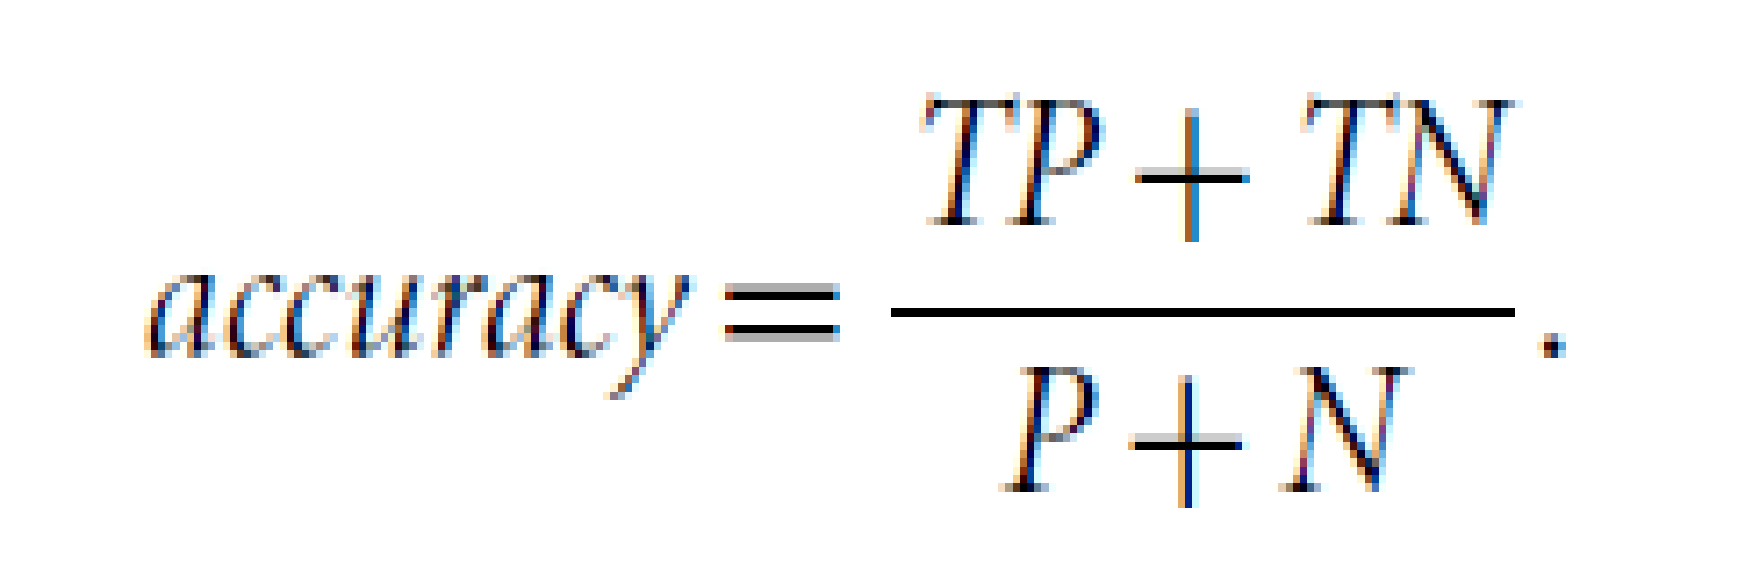 accuracy = TP + TN / P + N .